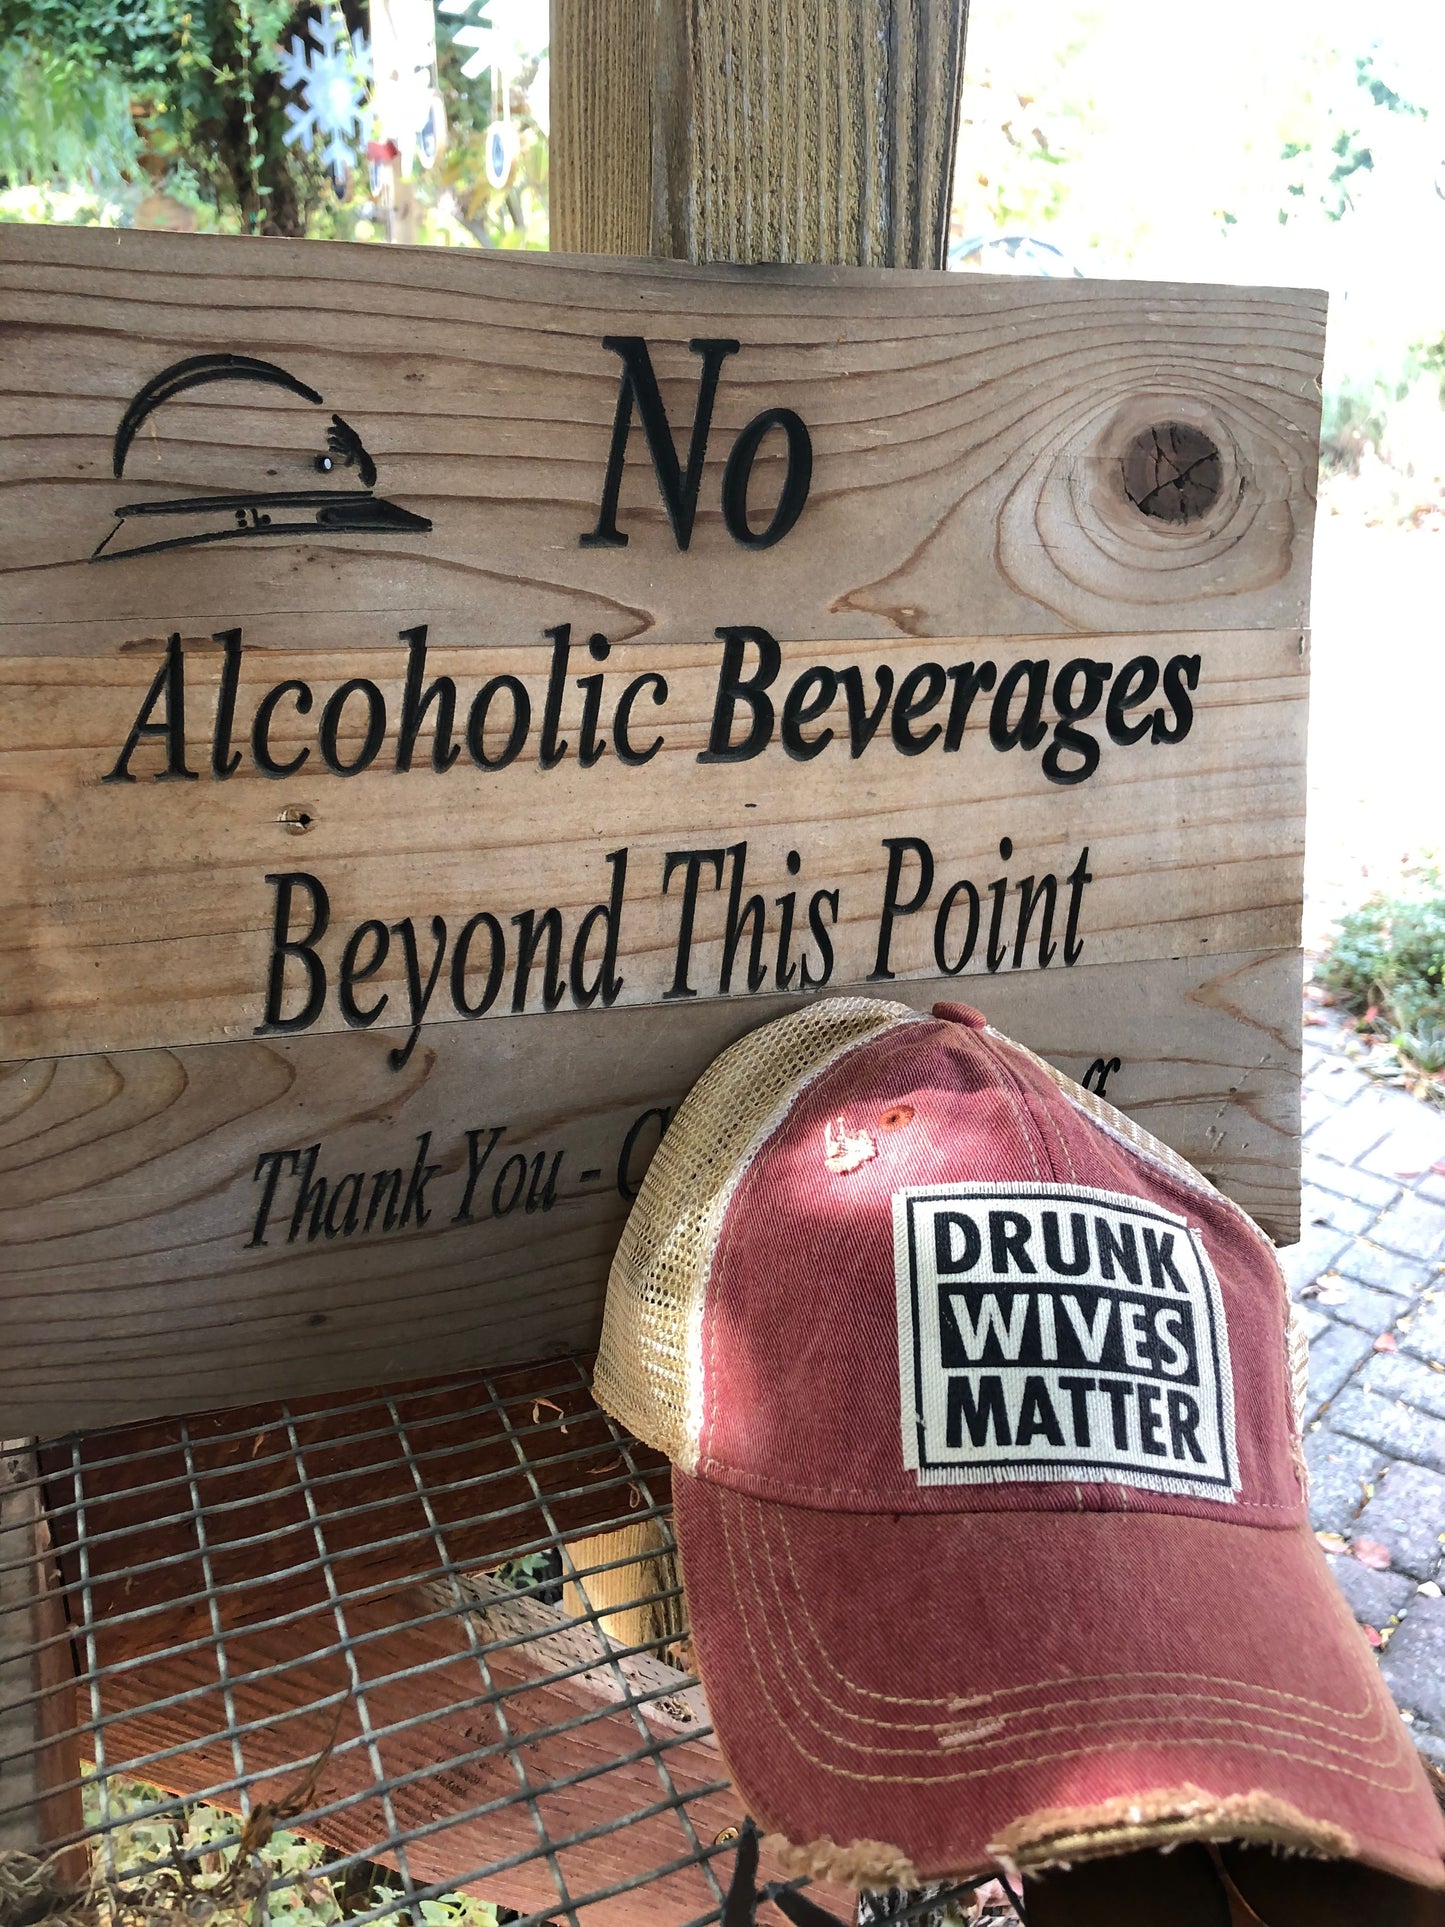 No
Alcoholic Beverages
Beyond This Point
Thank You -
DRUNK
WIVES
MATTER